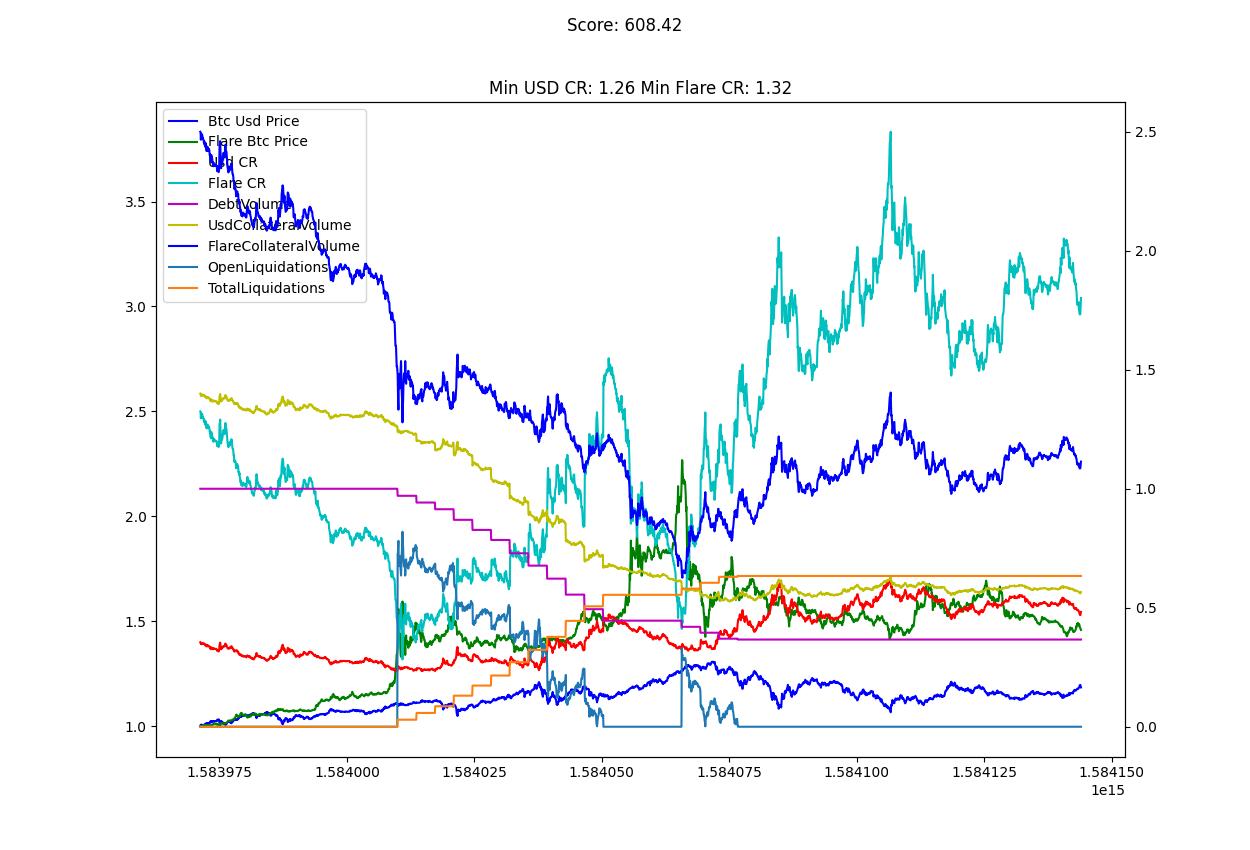 Score: 608.42
Min USD CR: 1.26 Min Flare CR: 1.32
Btc Usd Price
Flare Btc Price
Usd CR
Flare CR
DebtVolume
UsdCollateralVolume
FlareCollateralVolume
OpenLiquidations
TotalLiquidations
3.5
3.0
2.5
2.0
1.5
1.0
2.5
2.0
1.5
1.0
0.5
0.0
1.583975
1.584000
1.584025
1.584050
1.584075
1.584100
1.584125
1.584150
1e15